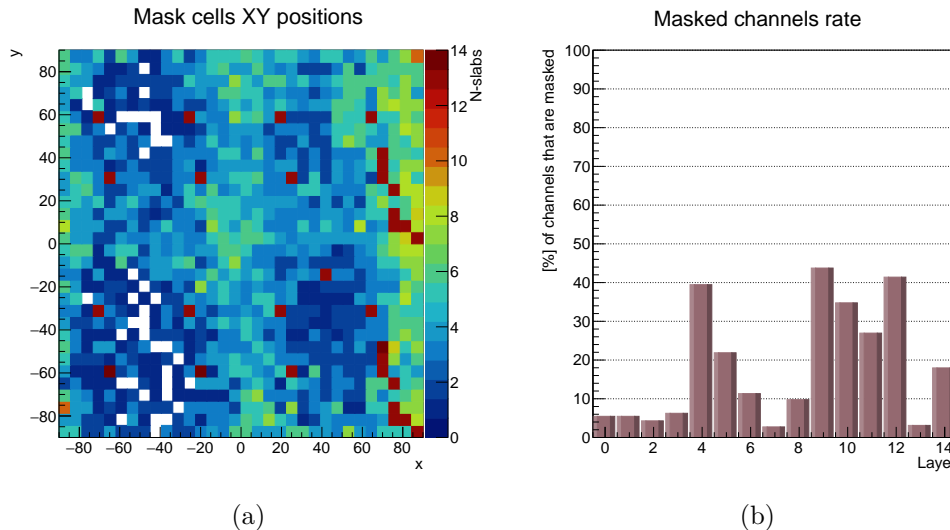 Mask cells XY positions
y
80
60
40
20
0
−20
−40
−60
−80
−80 −60 −40 −20 0 20 40 60 80
x
14
12
10
8
6
4
2
0
N-slabs
(a)
Masked channels rate
[%] of channels that are masked
100
90
80
70
60
50
40
30
20
10
0
0 2 4 6 8 10 12 14
Laye
(b)